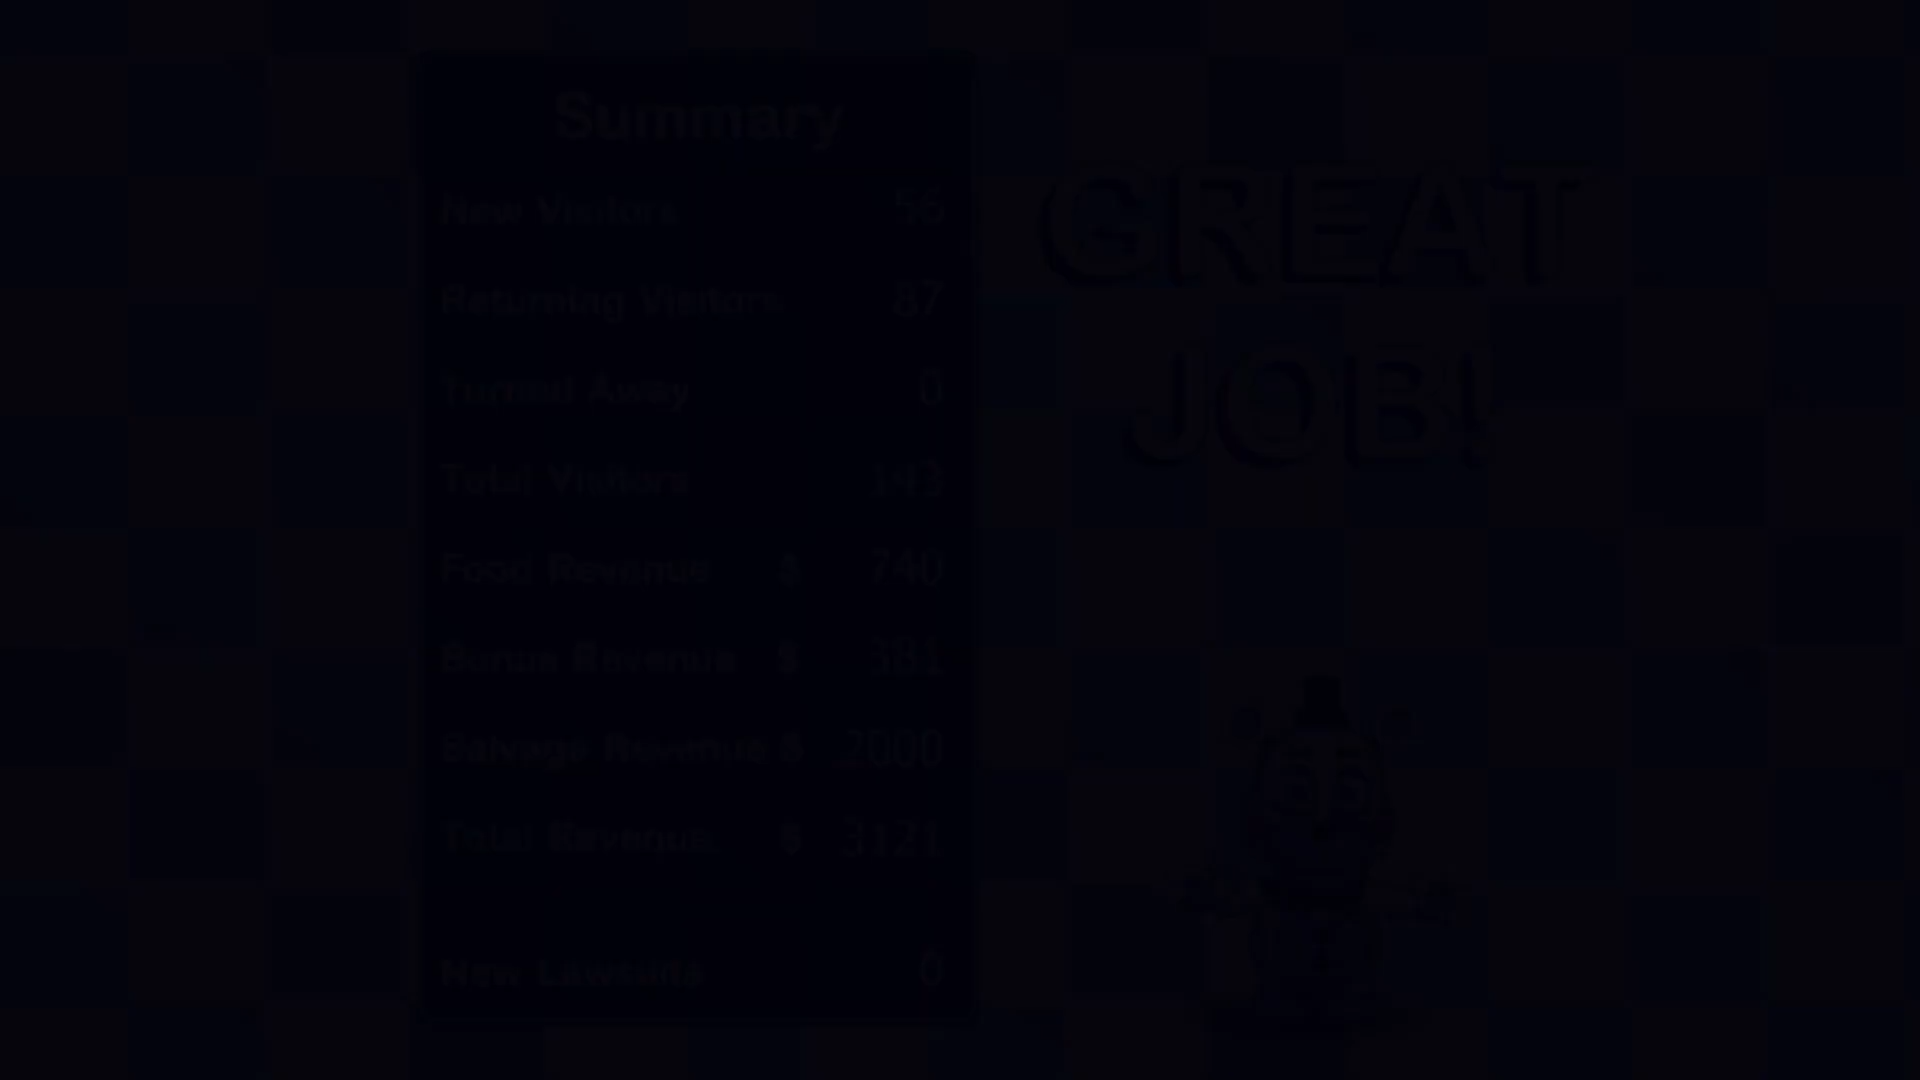 Summary
New Visitors 56
Returning Visitors 87
Turned Away 0
Total Visitors 143
Food Revenue $ 740
Bonus Revenue $ 381
Salvage Revenue $ 2000
Total Revenue $ 3121
New Lawsuits 0
GREAT
JOB!